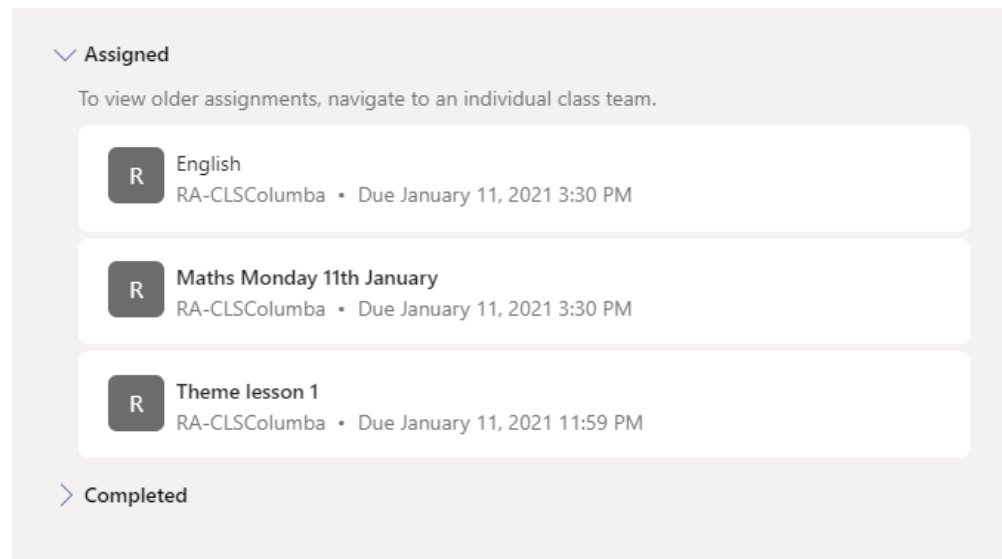 Assigned
To view older assignments, navigate to an individual class team.
R
English
RA-CLSColumba • Due January 11, 2021 3:30 PM
R
Maths Monday 11th January
RA-CLSColumba • Due January 11, 2021 3:30 PM
R
Theme lesson 1
RA-CLSColumba • Due January 11, 2021 11:59 PM
Completed